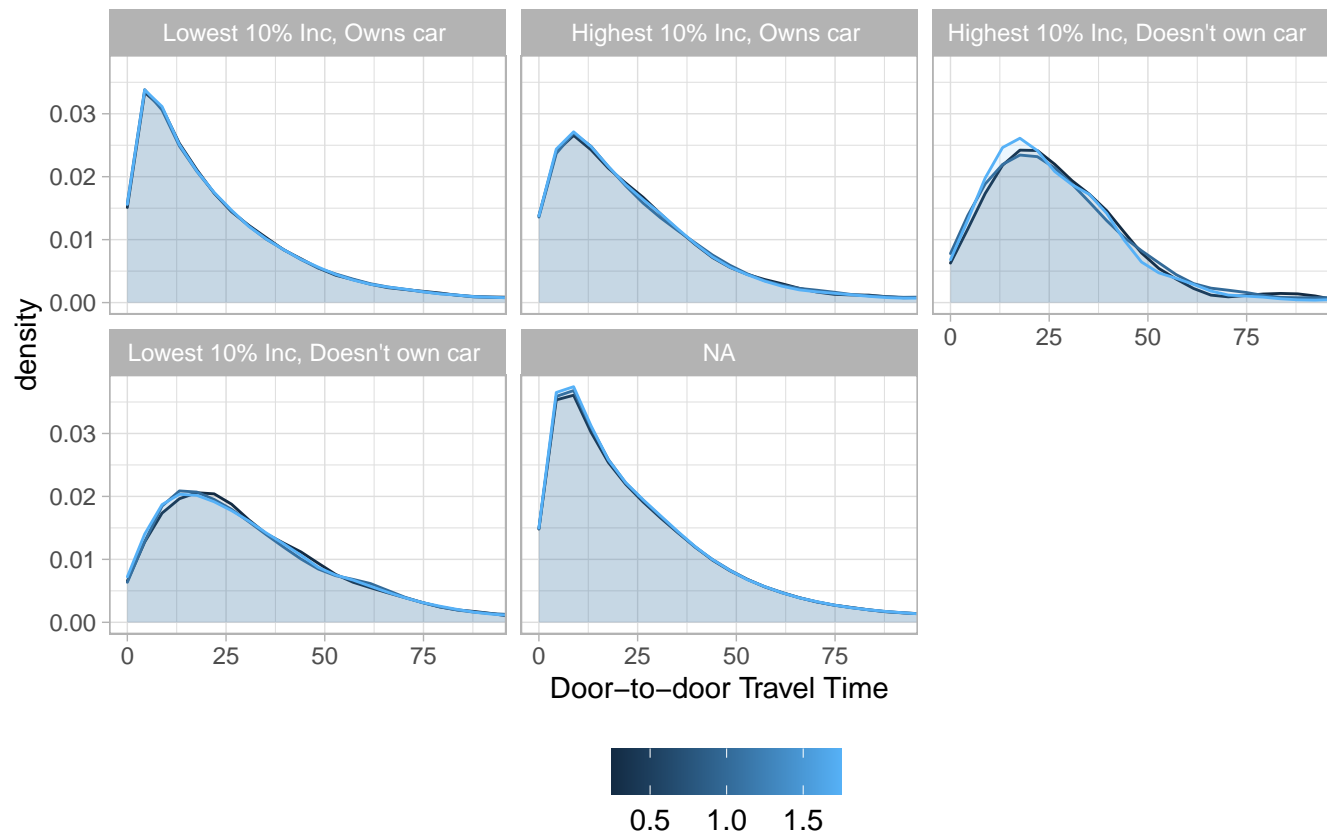 Lowest 10% Inc, Owns car
Highest 10% Inc, Owns car
Highest 10% Inc, Doesn't own car
0.03
0.02
0.01
0.00
0 25 50 75
Lowest 10% Inc, Doesn't own car
NA
density
0.03
0.02
0.01
0.00
0 25 50 75
0 25 50 75
Door−to−door Travel Time
0.5 1.0 1.5